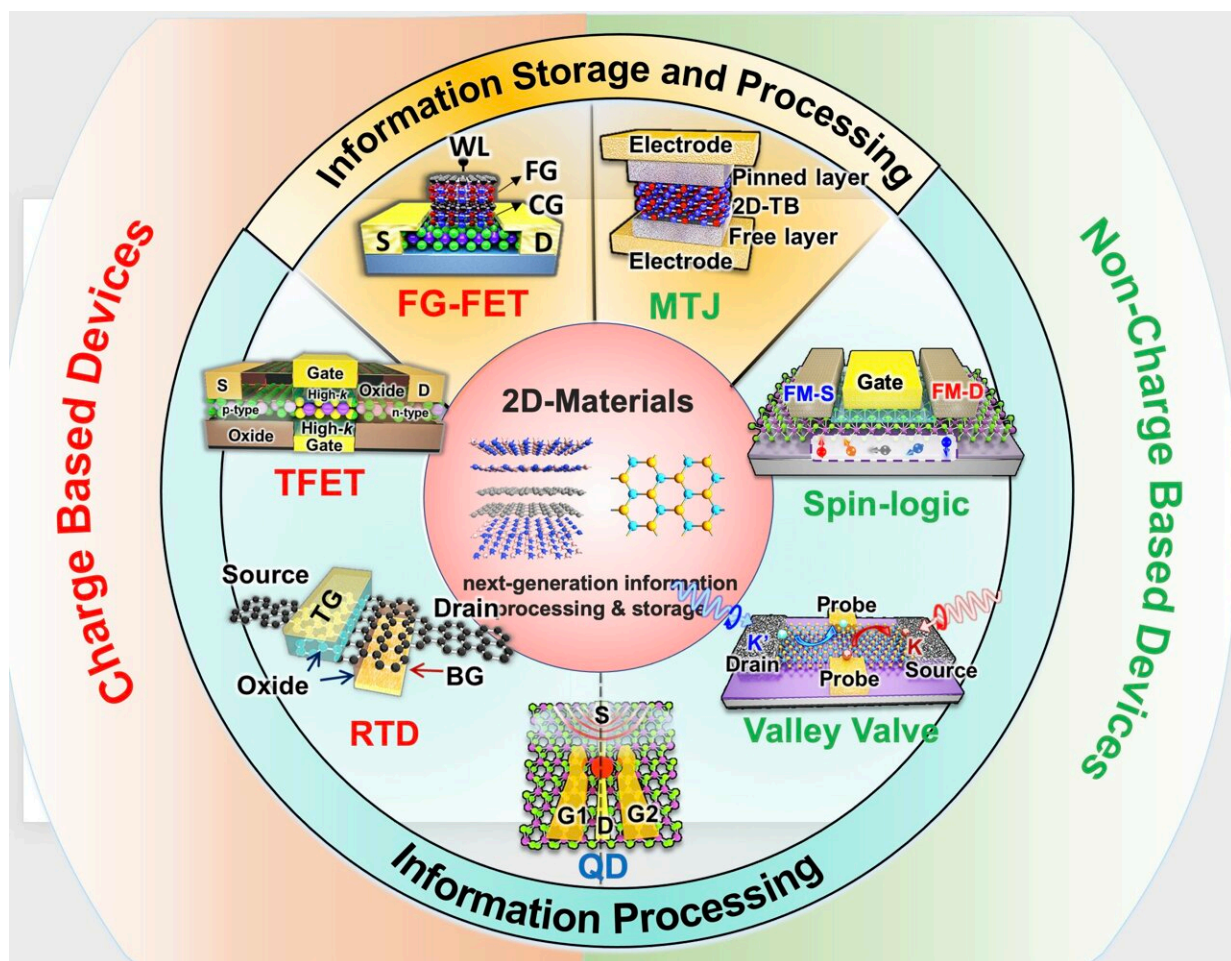 Information Storage and Processing
Charge Based Devices
Non-Charge Based Devices
Information Processing
WL
FG
CG
S
D
FG-FET
Electrode
Pinned layer
2D-TB
Free layer
Electrode
MTJ
S
Gate
Oxide
D
High-k
p-type
n-type
High-k
Oxide
Gate
TFET
2D-Materials
next-generation information
processing & storage
FM-S
Gate
FM-D
Spin-logic
Source
TG
Drain
Oxide
BG
RTD
Probe
K'
K
Drain
Source
Probe
Valley Valve
S
G1
D
G2
QD